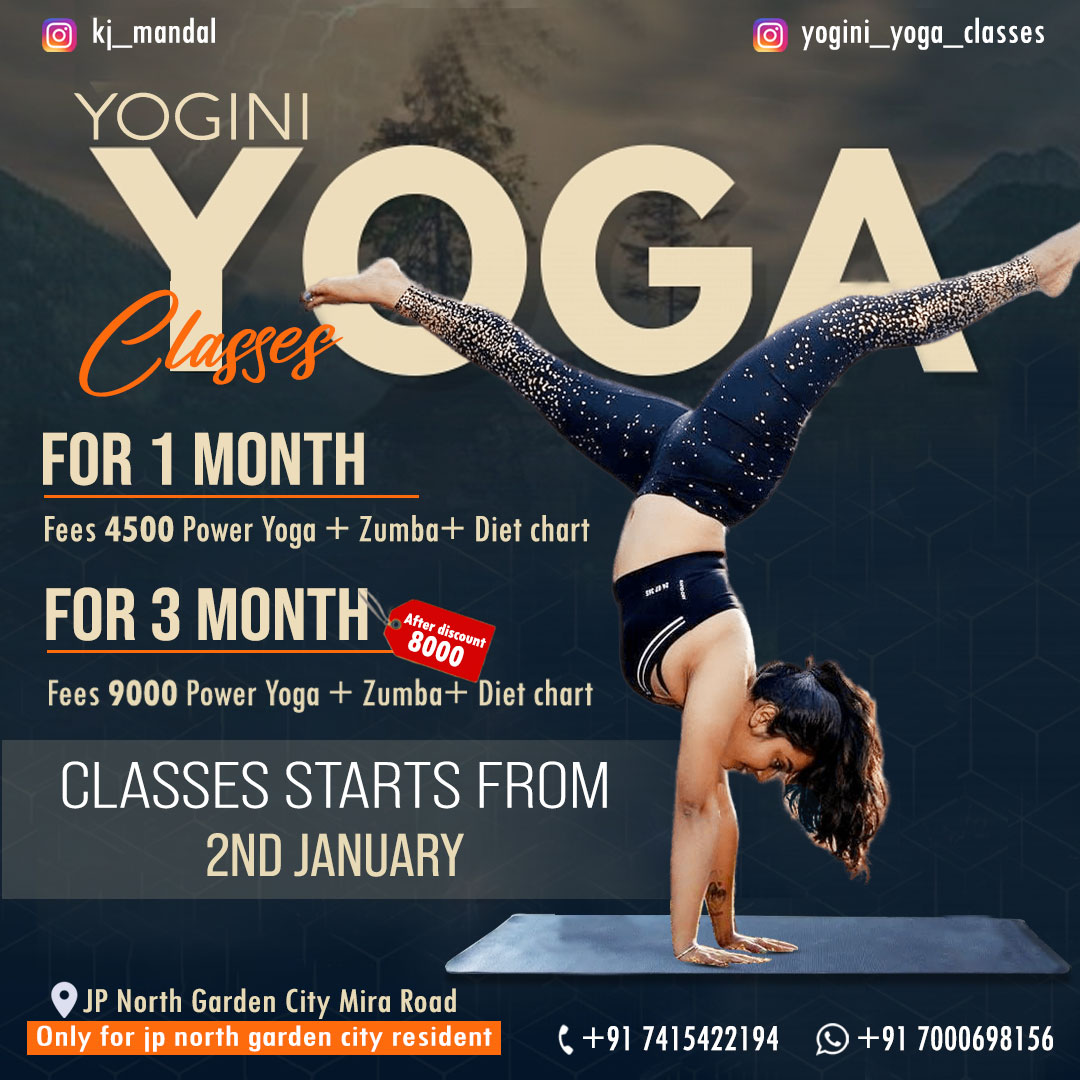 kj_mandal
yogini_yoga_classes
YOGINI
YOGA
Classes
FOR 1 MONTH
Fees 4500 Power Yoga + Zumba+ Diet chart
FOR 3 MONTH
After discount
8000
Fees 9000 Power Yoga + Zumba+ Diet chart
CLASSES STARTS FROM
2ND JANUARY
JP North Garden City Mira Road
Only for jp north garden city resident
+91 7415422194
+91 7000698156